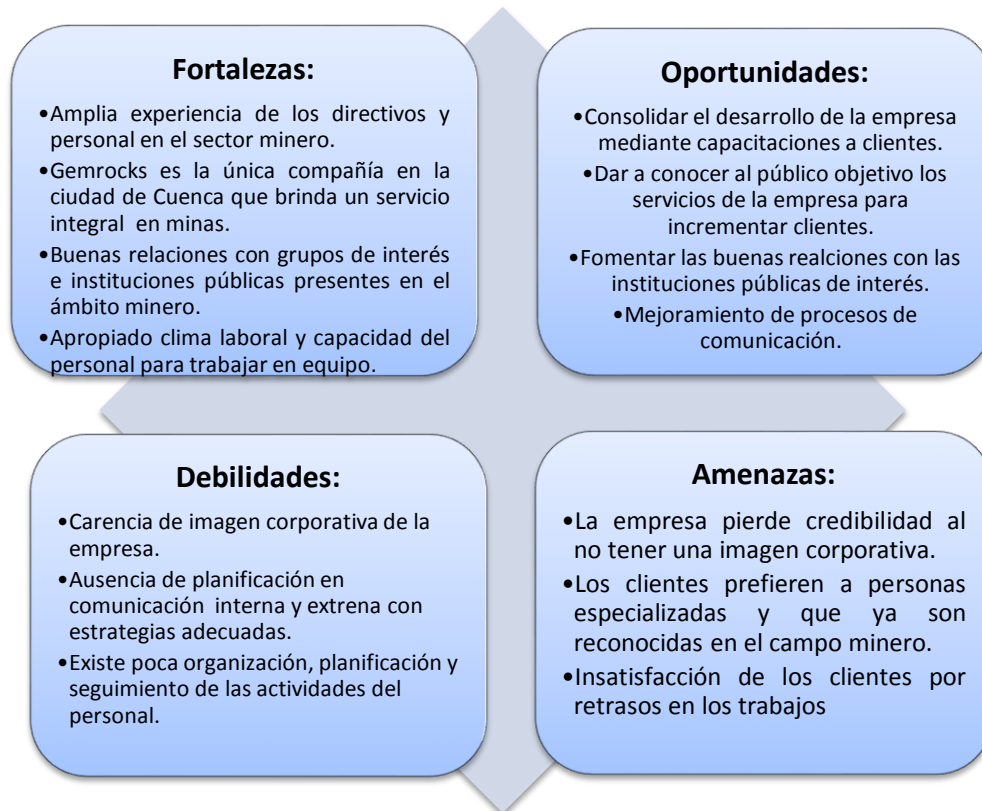 Fortalezas:
•Amplia experiencia de los directivos y
personal en el sector minero.
•Gemrocks es la única compañía en la
ciudad de Cuenca que brinda un servicio
integral en minas.
•Buenas relaciones con grupos de interés
e instituciones públicas presentes en el
ámbito minero.
•Apropiado clima laboral y capacidad del
personal para trabajar en equipo.
Oportunidades:
•Consolidar el desarrollo de la empresa
mediante capacitaciones a clientes.
•Dar a conocer al público objetivo los
servicios de la empresa para
incrementar clientes.
•Fomentar las buenas realciones con las
instituciones públicas de interés.
•Mejoramiento de procesos de
comunicación.
Debilidades:
•Carencia de imagen corporativa de la
empresa.
•Ausencia de planificación en
comunicación interna y extrena con
estrategias adecuadas.
•Existe poca organización, planificación y
seguimiento de las actividades del
personal.
Amenazas:
•La empresa pierde credibilidad al
no tener una imagen corporativa.
•Los clientes prefieren a personas
especializadas y que ya son
reconocidas en el campo minero.
•Insatisfacción de los clientes por
retrasos en los trabajos